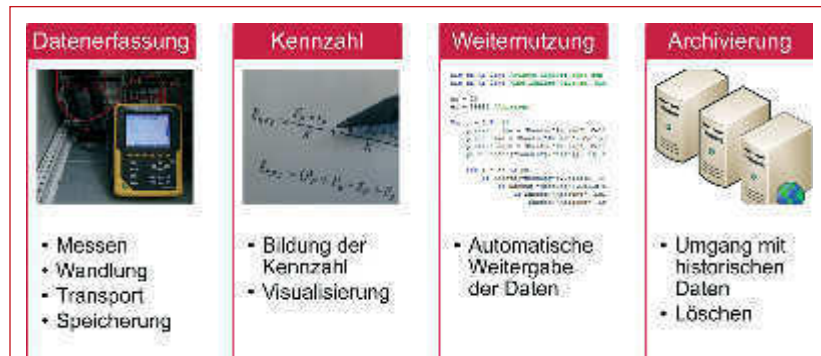 Datenerfassung
Messen
Wandlung
Transport
Speicherung
Kennzahl
Bildung der
Kennzahl
Visualisierung
Weiternutzung
Automatische
Weitergabe
der Daten
Archivierung
Umgang mit
historischen
Daten
Löschen